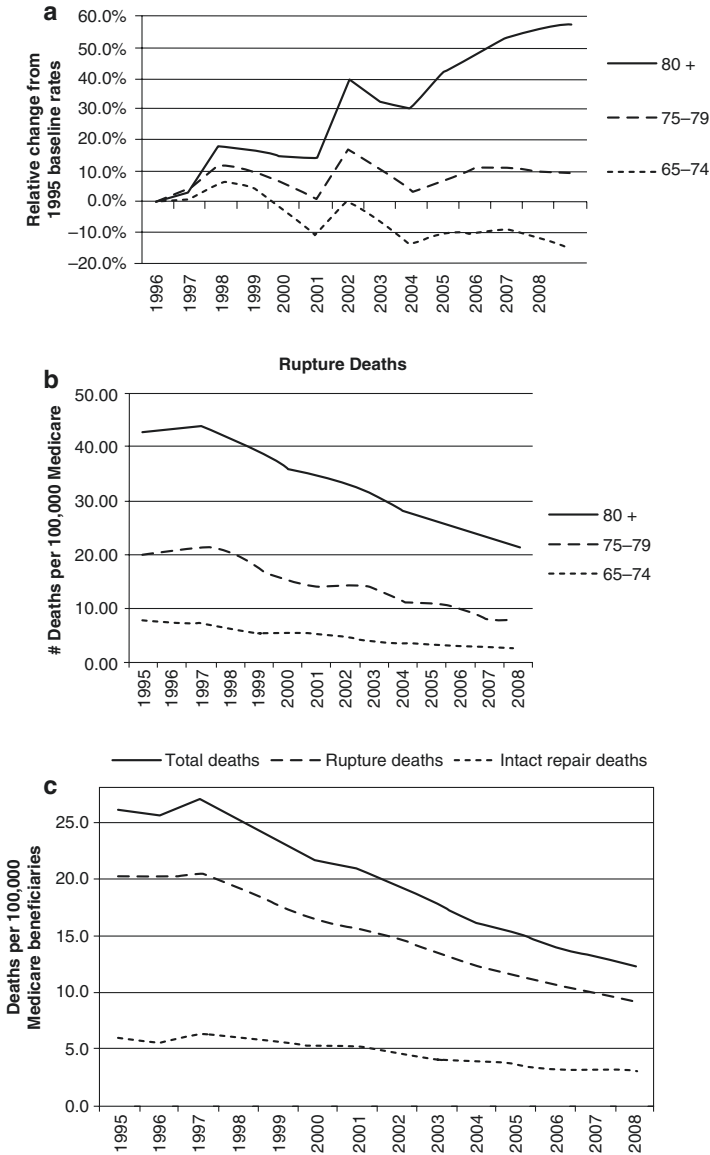 a
60.0%
50.0%
40.0%
30.0%
20.0%
10.0%
0.0%
–10.0%
–20.0%
Relative change from
1995 baseline rates
1996 1997 1998 1999 2000 2001 2002 2003 2004 2005 2006 2007 2008
80 +
75–79
65–74
b
Rupture Deaths
50.00
40.00
30.00
20.00
10.00
0.00
# Deaths per 100,000 Medicare
1995 1996 1997 1998 1999 2000 2001 2002 2003 2004 2005 2006 2007 2008
80 +
75–79
65–74
Total deaths Rupture deaths Intact repair deaths
c
25.0
20.0
15.0
10.0
5.0
0.0
Deaths per 100,000
Medicare beneficiaries
1995 1996 1997 1998 1999 2000 2001 2002 2003 2004 2005 2006 2007 2008